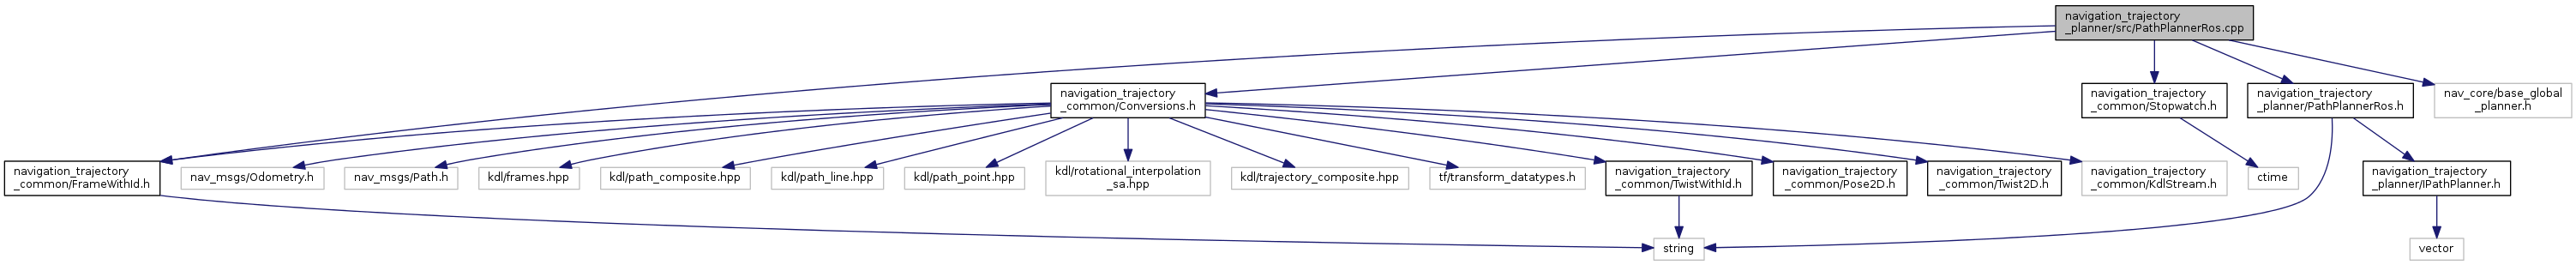 navigation_trajectory
_planner/src/PathPlannerRos.cpp
navigation_trajectory
_common/Conversions.h
navigation_trajectory
_common/Stopwatch.h
navigation_trajectory
_planner/PathPlannerRos.h
nav_core/base_global
_planner.h
navigation_trajectory
_common/FrameWithId.h
nav_msgs/Odometry.h
nav_msgs/Path.h
kdl/frames.hpp
kdl/path_composite.hpp
kdl/path_line.hpp
kdl/path_point.hpp
kdl/rotational_interpolation
_sa.hpp
kdl/trajectory_composite.hpp
tf/transform_datatypes.h
navigation_trajectory
_common/TwistWithId.h
navigation_trajectory
_common/Pose2D.h
navigation_trajectory
_common/Twist2D.h
navigation_trajectory
_common/KdlStream.h
ctime
navigation_trajectory
_planner/IPathPlanner.h
string
vector